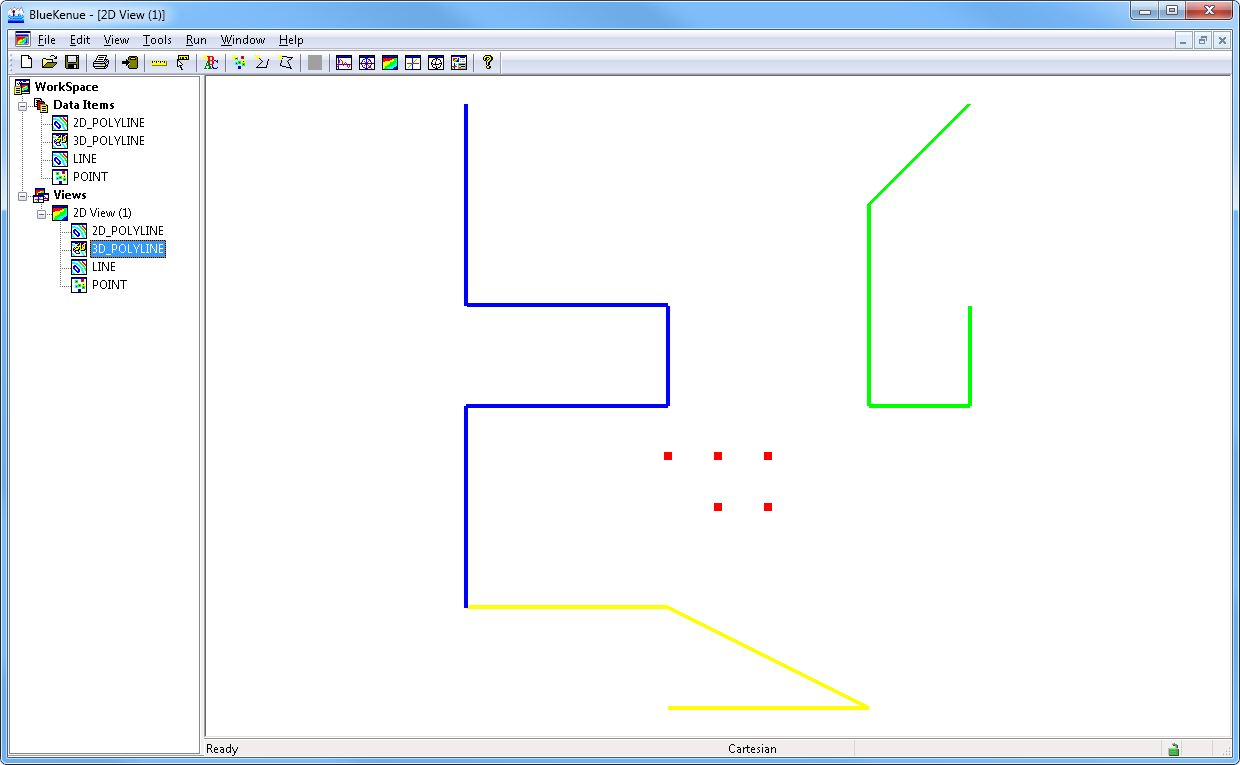 BlueKenue - [2D View (1)]
File Edit View Tools Run Window Help
ABC
WorkSpace
Data Items
2D_POLYLINE
3D_POLYLINE
LINE
POINT
Views
2D View (1)
2D_POLYLINE
3D_POLYLINE
LINE
POINT
Ready Cartesian